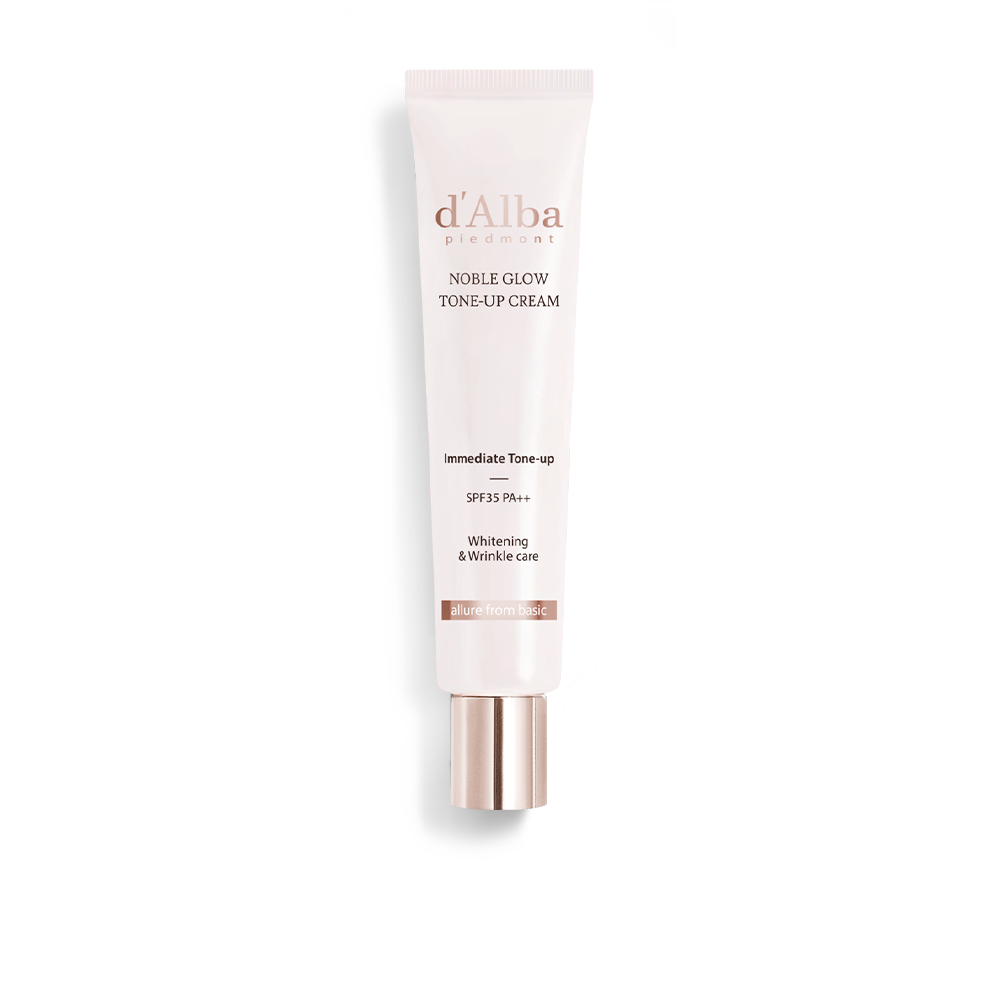 d'Alba
piedmont
NOBLE GLOW
TONE-UP CREAM
Immediate Tone-up
SPF35 PA++
Whitening
& Wrinkle care
allure from basic